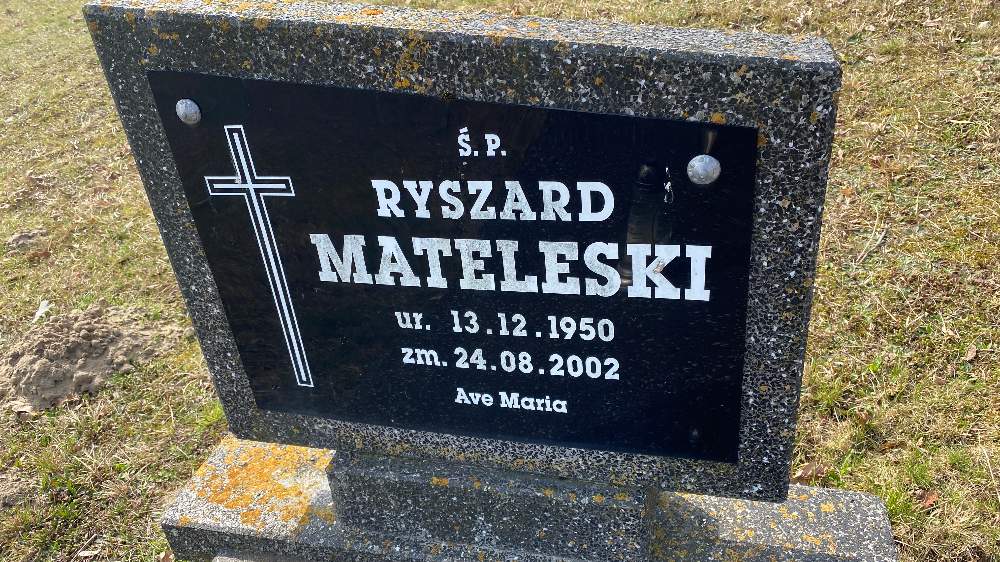 Ś. P.
RYSZARD
MATELESKI
ur. 13.12.1950
zm. 24.08.2002
Ave Maria